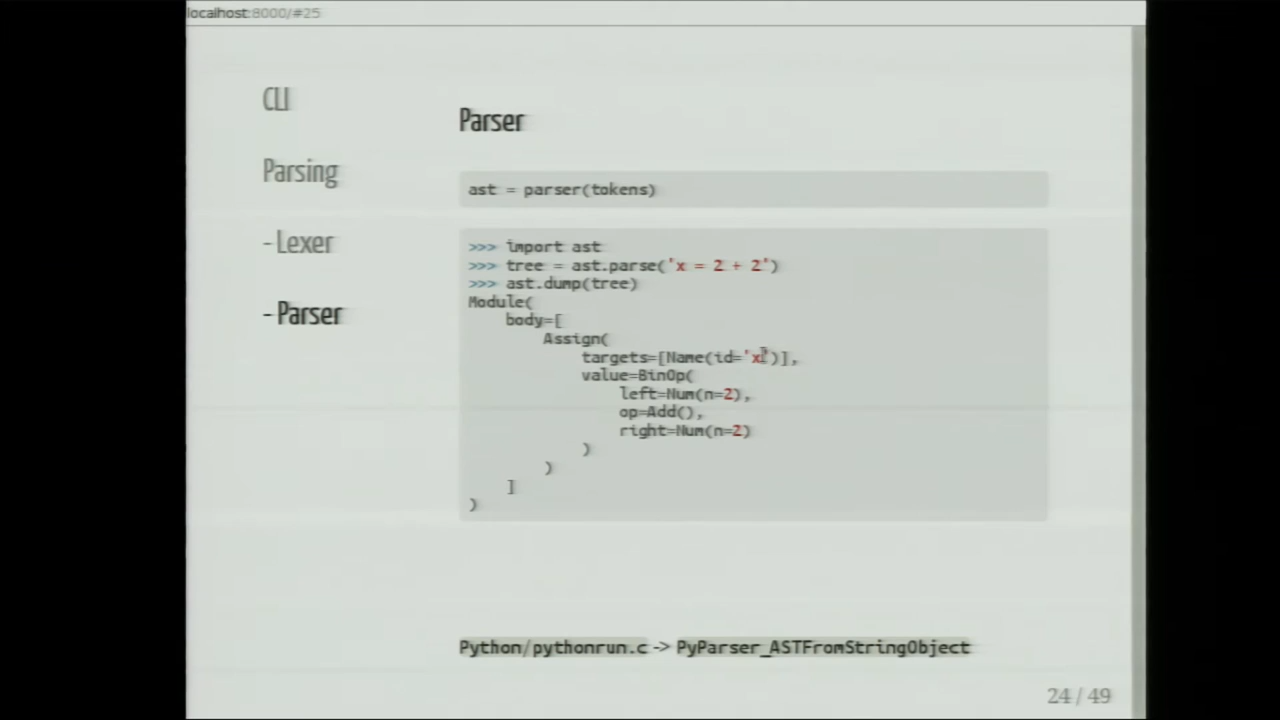 localhost:8000/#25
CLI
Parsing
- Lexer
- Parser
Parser
ast = parser(tokens)
>>> import ast
>>> tree = ast.parse('x = 2 + 2')
>>> ast.dump(tree)
Module(
    body=[
        Assign(
            targets=[Name(id='x')],
            value=BinOp(
                left=Num(n=2),
                op=Add(),
                right=Num(n=2)
            )
        )
    ]
)
Python/pythonrun.c -> PyParser_ASTFromStringObject
24 / 49